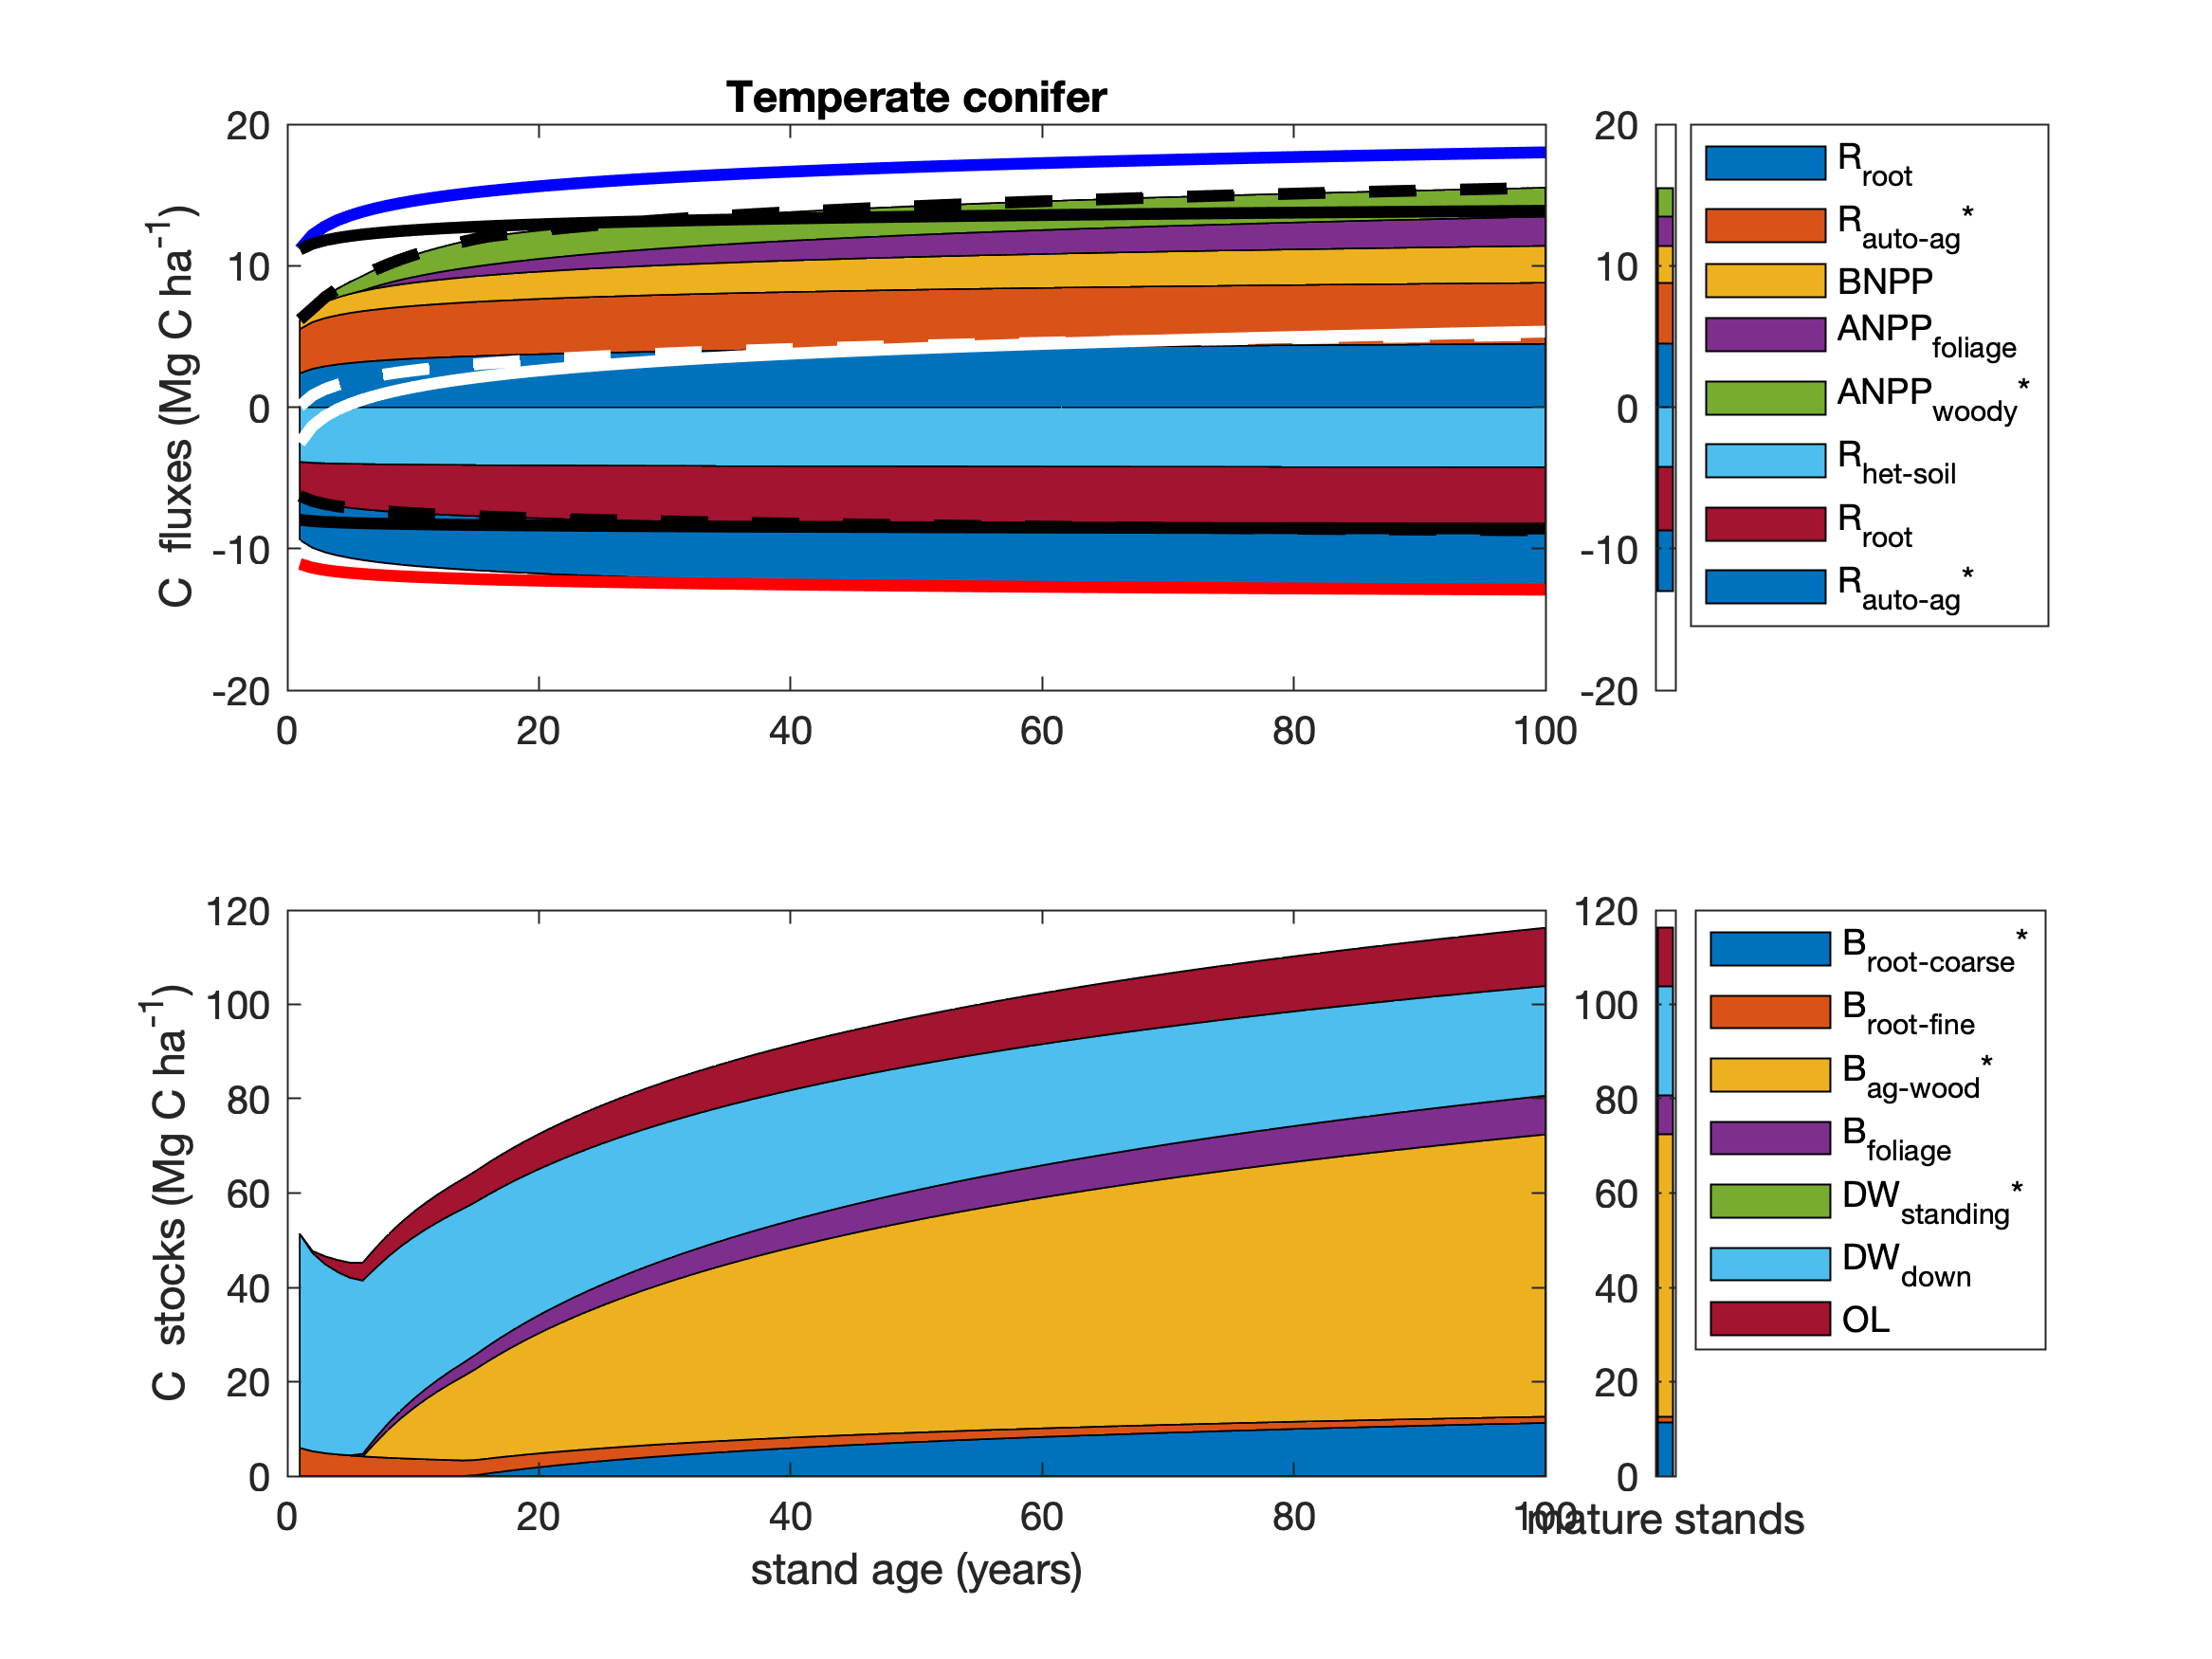 Temperate conifer
C fluxes (Mg C ha-1)
20
10
0
-10
-20
0 20 40 60 80 100
20
10
0
-10
-20
Rroot
Rauto-ag*
BNPP
ANPPfoliage
ANPPwoody*
Rhet-soil
Rroot
Rauto-ag*
C stocks (Mg C ha-1)
120
100
80
60
40
20
0
0 20 40 60 80 100
stand age (years)
120
100
80
60
40
20
0
mature stands
Broot-coarse*
Broot-fine
Bag-wood*
Bfoliage
DWstanding*
DWdown
OL